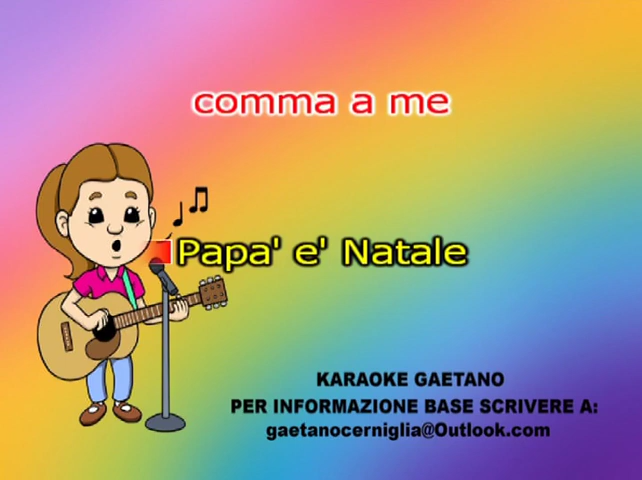 comma a me
Papa' e' Natale
KARAOKE GAETANO
PER INFORMAZIONE BASE SCRIVERE A:
gaetanocerniglia@Outlook.com